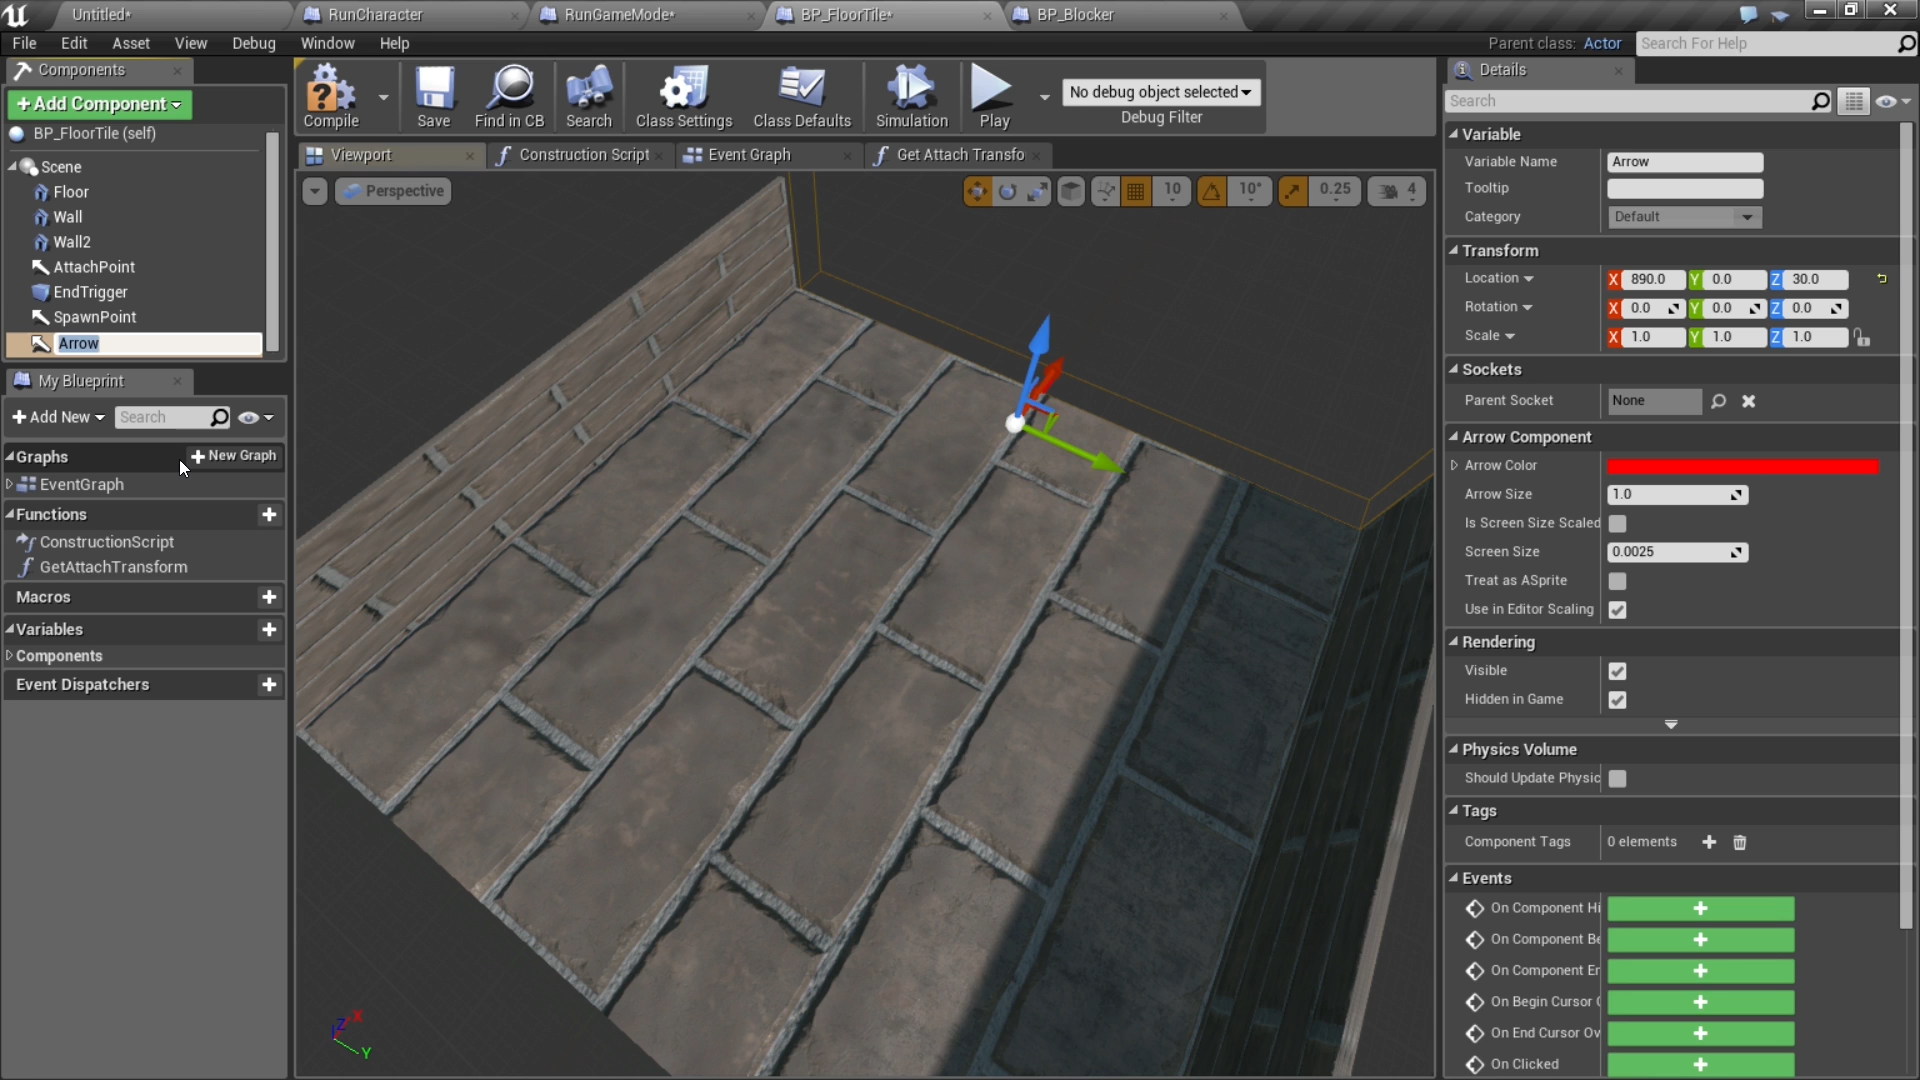 Untitled*
RunCharacter
RunGameMode*
BP_FloorTile*
BP_Blocker
File
Edit
Asset
View
Debug
Window
Help
Parent class: Actor
Search For Help
Components
+Add Component
BP_FloorTile (self)
Scene
Floor
Wall
Wall2
AttachPoint
EndTrigger
SpawnPoint
Arrow
My Blueprint
Add New
Search
Graphs
New Graph
EventGraph
Functions
ConstructionScript
GetAttachTransform
Macros
Variables
Components
Event Dispatchers
Compile
Save
Find in CB
Search
Class Settings
Class Defaults
Simulation
Play
No debug object selected
Debug Filter
Viewport
Construction Script
Event Graph
Get Attach Transfo
Perspective
10
10°
0.25
4
Z X
Y
Details
Search
Variable
Variable Name Arrow
Tooltip
Category Default
Transform
Location X 890.0 Y 0.0 Z 30.0
Rotation X 0.0 Y 0.0 Z 0.0
Scale X 1.0 Y 1.0 Z 1.0
Sockets
Parent Socket None
Arrow Component
Arrow Color
Arrow Size 1.0
Is Screen Size Scaled
Screen Size 0.0025
Treat as ASprite
Use in Editor Scaling
Rendering
Visible
Hidden in Game
Physics Volume
Should Update Physic
Tags
Component Tags 0 elements
Events
On Component Hi
On Component Be
On Component Er
On Begin Cursor
On End Cursor Ov
On Clicked